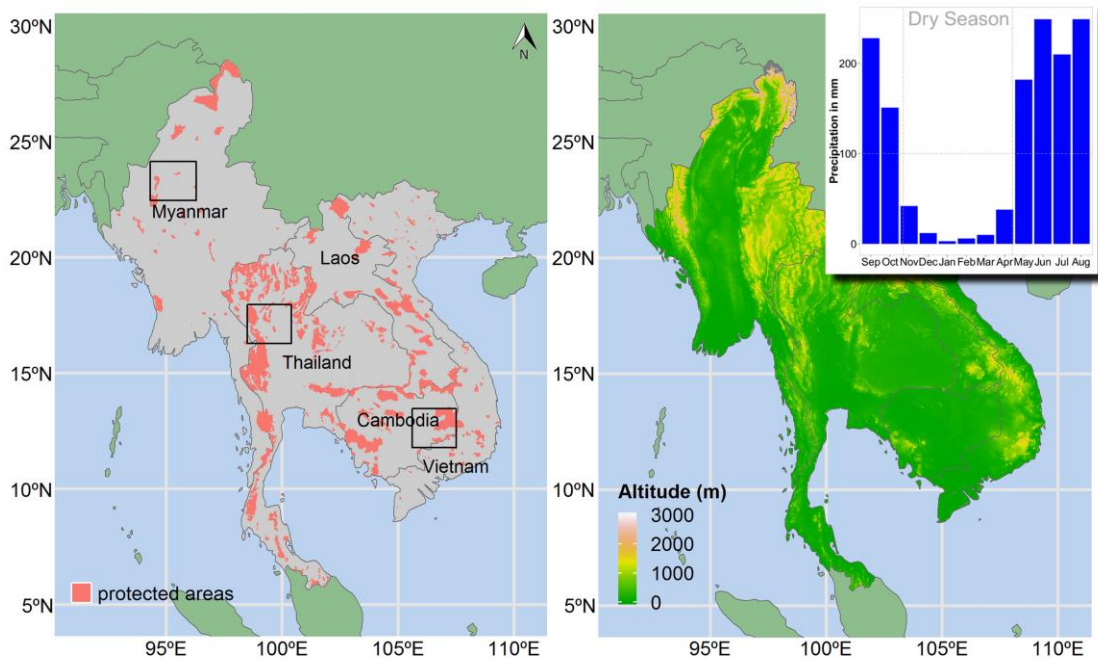 30ºN
25ºN
20ºN
15ºN
10ºN
5ºN
95ºE
100ºE
105ºE
110ºE
N
Myanmar
Laos
Thailand
Cambodia
Vietnam
protected areas
30ºN
25ºN
20ºN
15ºN
10ºN
5ºN
95ºE
100ºE
105ºE
110ºE
Altitude (m)
3000
2000
1000
0
Dry Season
Precipitation in mm
200
100
0
Sep Oct Nov Dec Jan Feb Mar Apr May Jun Jul Aug